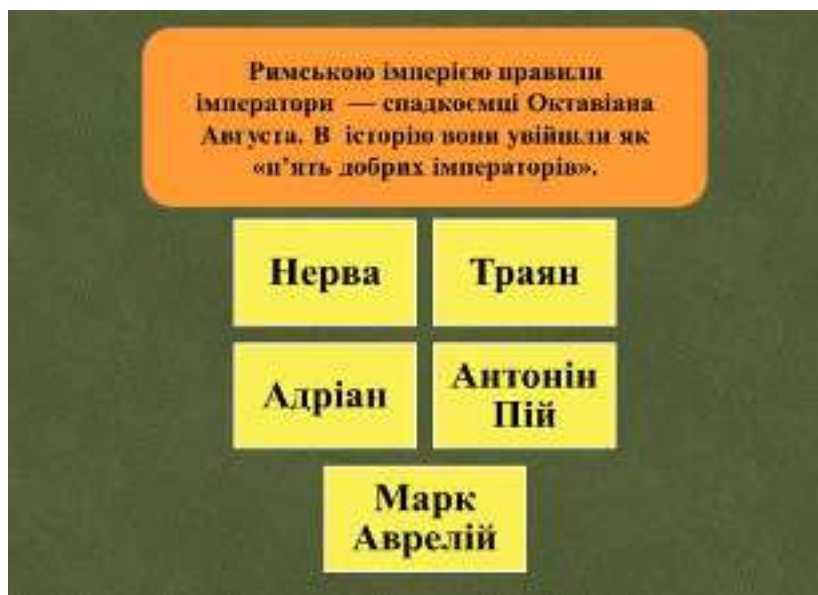 Римською імперією правили
імператори — спадкоємці Октавіана
Августа. В історію вони увійшли як
«п’ять добрих імператорів».
Нерва
Траян
Адріан
Антонін
Пій
Марк
Аврелій